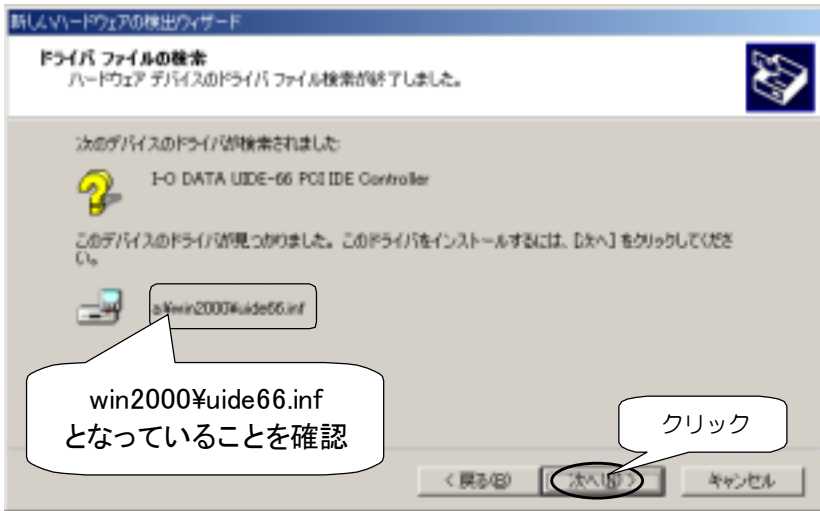 新しいハードウェアの検出ウィザード
ドライバ ファイルの検索
ハードウェア デバイスのドライバ ファイル検索が終了しました。
次のデバイスのドライバが検索されました:
I-O DATA UIDE-66 PCI IDE Controller
このデバイスのドライバが見つかりました。このドライバをインストールするには、[次へ] をクリックしてくださ
い。
a:¥win2000¥uide66.inf
win2000¥uide66.inf
となっていることを確認
クリック
< 戻る(B)
次へ(N) >
キャンセル